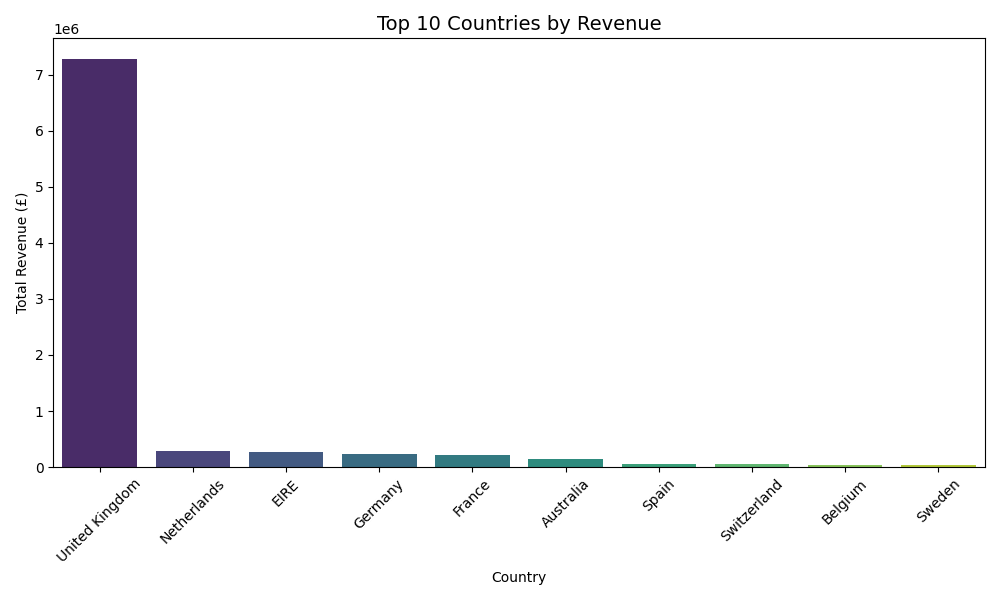 Top 10 Countries by Revenue
1e6
7
6
5
4
3
2
1
0
Total Revenue (£)
United Kingdom
Netherlands
EIRE
Germany
France
Australia
Spain
Switzerland
Belgium
Sweden
Country